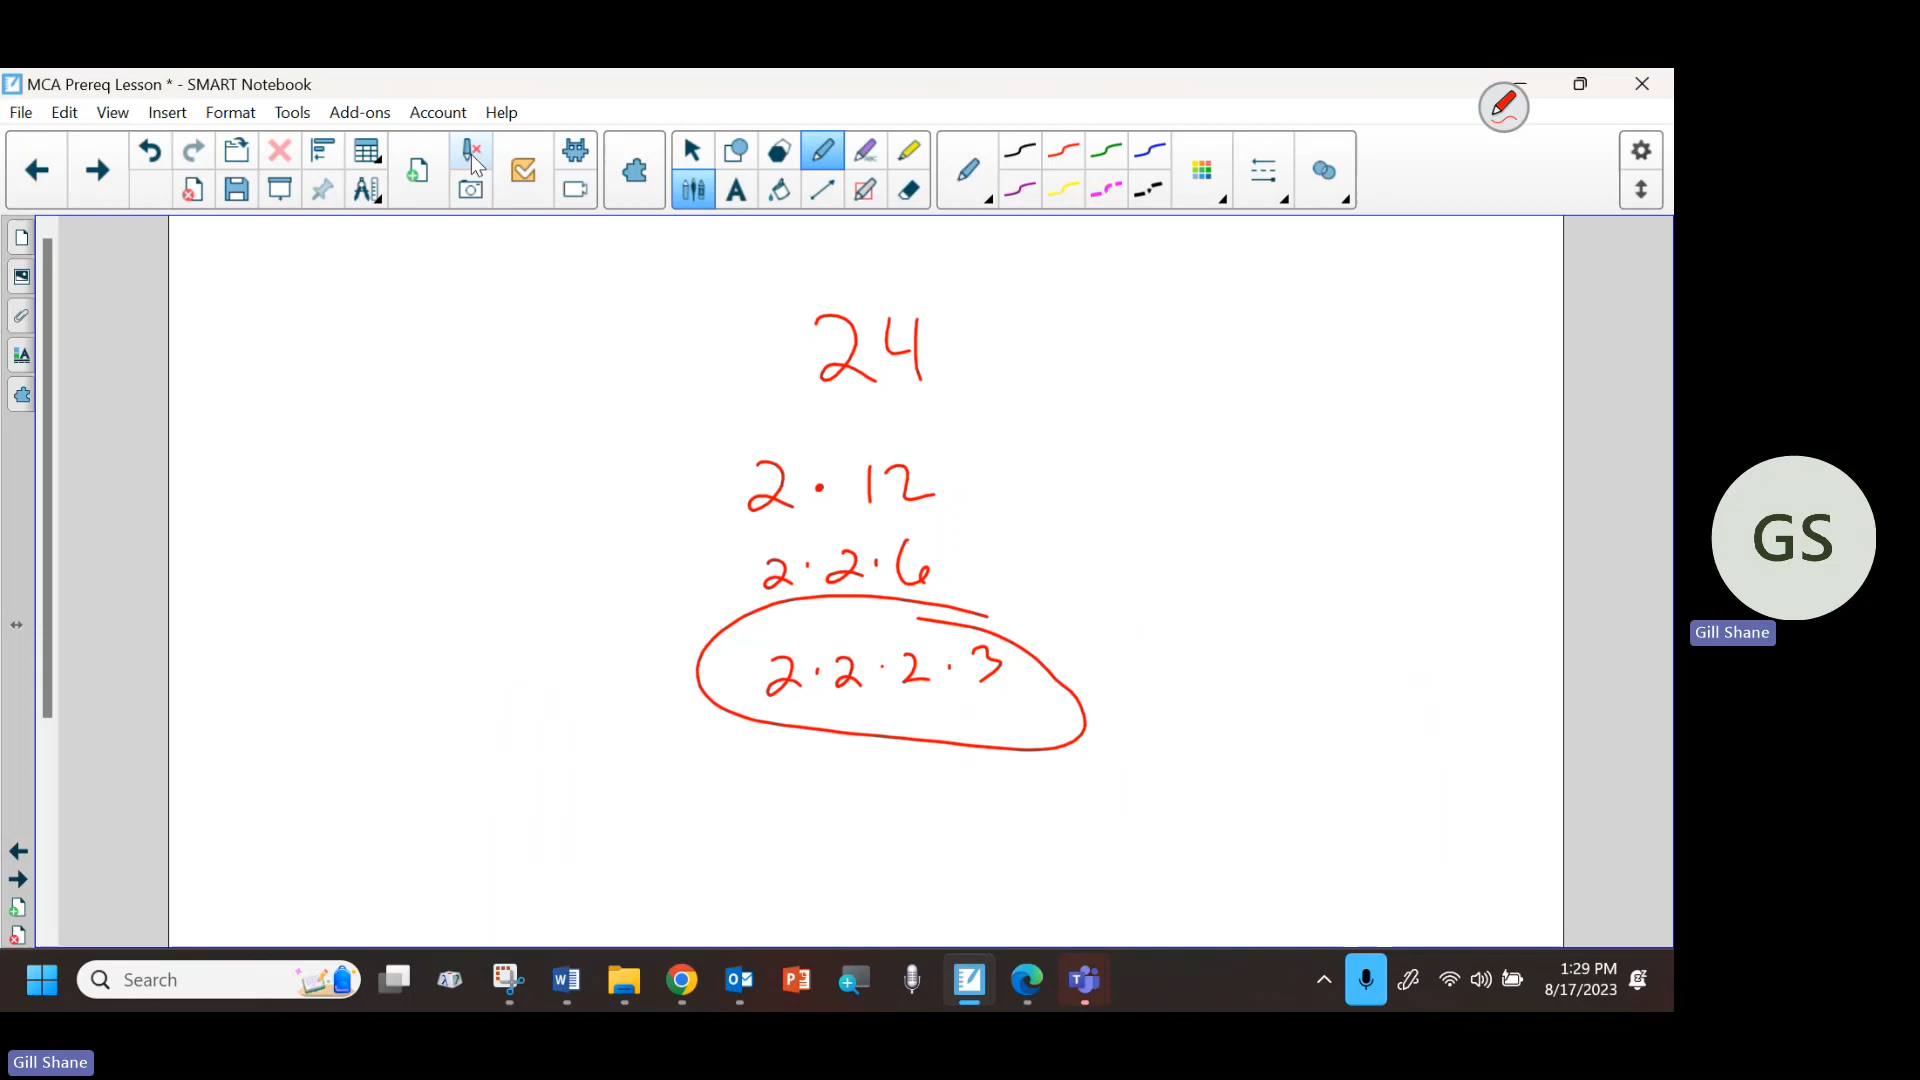 MCA Prereq Lesson * - SMART Notebook
File Edit View Insert Format Tools Add-ons Account Help
24
2 · 12
2 · 2 · 6
2 · 2 · 2 · 3
GS
Gill Shane
Search
1:29 PM
8/17/2023
Gill Shane